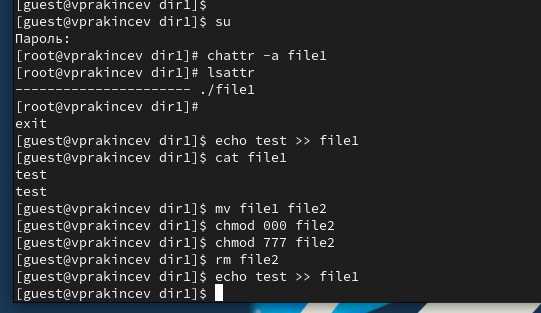 [guest@vprakincev dir1]$
[guest@vprakincev dir1]$ su
Пароль:
[root@vprakincev dir1]# chattr -a file1
[root@vprakincev dir1]# lsattr
---------------------- ./file1
[root@vprakincev dir1]#
exit
[guest@vprakincev dir1]$ echo test >> file1
[guest@vprakincev dir1]$ cat file1
test
test
[guest@vprakincev dir1]$ mv file1 file2
[guest@vprakincev dir1]$ chmod 000 file2
[guest@vprakincev dir1]$ chmod 777 file2
[guest@vprakincev dir1]$ rm file2
[guest@vprakincev dir1]$ echo test >> file1
[guest@vprakincev dir1]$